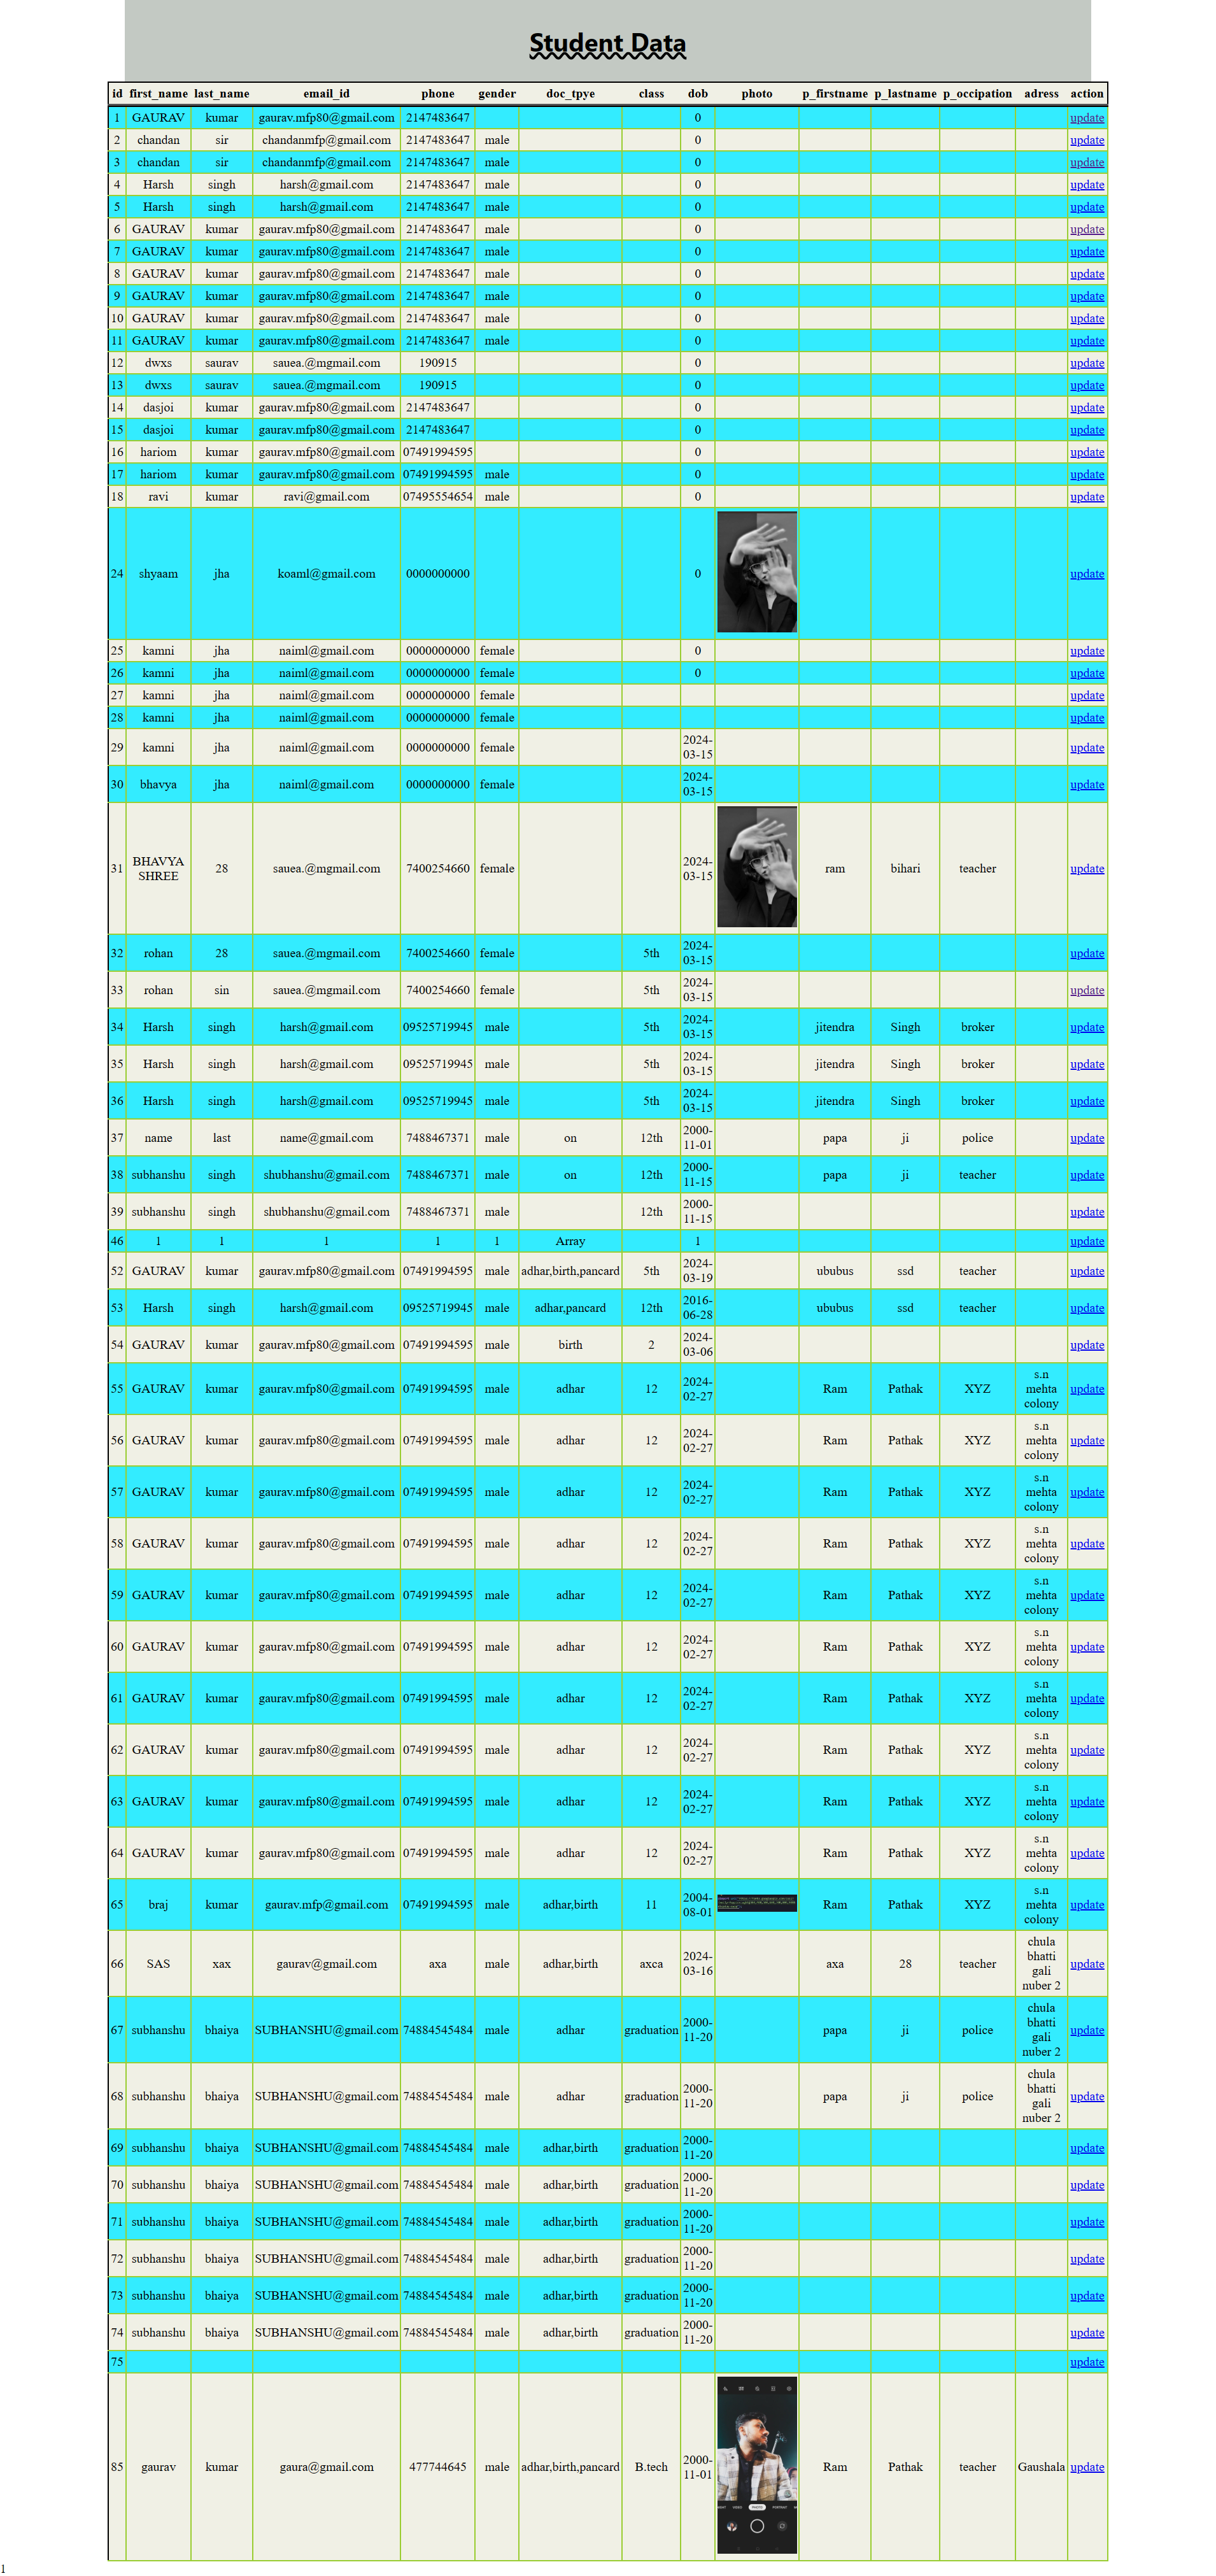 Student Data
id first_name last_name email_id phone gender doc_tpye class dob photo p_firstname p_lastname p_occipation adress action
1 GAURAV kumar gaurav.mfp80@gmail.com 2147483647 0 update
2 chandan sir chandanmfp@gmail.com 2147483647 male 0 update
3 chandan sir chandanmfp@gmail.com 2147483647 male 0 update
4 Harsh singh harsh@gmail.com 2147483647 male 0 update
5 Harsh singh harsh@gmail.com 2147483647 male 0 update
6 GAURAV kumar gaurav.mfp80@gmail.com 2147483647 male 0 update
7 GAURAV kumar gaurav.mfp80@gmail.com 2147483647 male 0 update
8 GAURAV kumar gaurav.mfp80@gmail.com 2147483647 male 0 update
9 GAURAV kumar gaurav.mfp80@gmail.com 2147483647 male 0 update
10 GAURAV kumar gaurav.mfp80@gmail.com 2147483647 male 0 update
11 GAURAV kumar gaurav.mfp80@gmail.com 2147483647 male 0 update
12 dwxs saurav sauea.@mgmail.com 190915 0 update
13 dwxs saurav sauea.@mgmail.com 190915 0 update
14 dasjoi kumar gaurav.mfp80@gmail.com 2147483647 0 update
15 dasjoi kumar gaurav.mfp80@gmail.com 2147483647 0 update
16 hariom kumar gaurav.mfp80@gmail.com 07491994595 0 update
17 hariom kumar gaurav.mfp80@gmail.com 07491994595 male 0 update
18 ravi kumar ravi@gmail.com 07495554654 male 0 update
24 shyaam jha koaml@gmail.com 0000000000 0 update
25 kamni jha naiml@gmail.com 0000000000 female 0 update
26 kamni jha naiml@gmail.com 0000000000 female 0 update
27 kamni jha naiml@gmail.com 0000000000 female update
28 kamni jha naiml@gmail.com 0000000000 female update
29 kamni jha naiml@gmail.com 0000000000 female 2024-03-15 update
30 bhavya jha naiml@gmail.com 0000000000 female 2024-03-15 update
31 BHAVYA SHREE 28 sauea.@mgmail.com 7400254660 female 2024-03-15 ram bihari teacher update
32 rohan 28 sauea.@mgmail.com 7400254660 female 5th 2024-03-15 update
33 rohan sin sauea.@mgmail.com 7400254660 female 5th 2024-03-15 update
34 Harsh singh harsh@gmail.com 09525719945 male 5th 2024-03-15 jitendra Singh broker update
35 Harsh singh harsh@gmail.com 09525719945 male 5th 2024-03-15 jitendra Singh broker update
36 Harsh singh harsh@gmail.com 09525719945 male 5th 2024-03-15 jitendra Singh broker update
37 name last name@gmail.com 7488467371 male on 12th 2000-11-01 papa ji police update
38 subhanshu singh shubhanshu@gmail.com 7488467371 male on 12th 2000-11-15 papa ji teacher update
39 subhanshu singh shubhanshu@gmail.com 7488467371 male 12th 2000-11-15 update
46 1 1 1 1 1 Array 1 update
52 GAURAV kumar gaurav.mfp80@gmail.com 07491994595 male adhar,birth,pancard 5th 2024-03-19 ububus ssd teacher update
53 Harsh singh harsh@gmail.com 09525719945 male adhar,pancard 12th 2016-06-28 ububus ssd teacher update
54 GAURAV kumar gaurav.mfp80@gmail.com 07491994595 male birth 2 2024-03-06 update
55 GAURAV kumar gaurav.mfp80@gmail.com 07491994595 male adhar 12 2024-02-27 Ram Pathak XYZ s.n mehta colony update
56 GAURAV kumar gaurav.mfp80@gmail.com 07491994595 male adhar 12 2024-02-27 Ram Pathak XYZ s.n mehta colony update
57 GAURAV kumar gaurav.mfp80@gmail.com 07491994595 male adhar 12 2024-02-27 Ram Pathak XYZ s.n mehta colony update
58 GAURAV kumar gaurav.mfp80@gmail.com 07491994595 male adhar 12 2024-02-27 Ram Pathak XYZ s.n mehta colony update
59 GAURAV kumar gaurav.mfp80@gmail.com 07491994595 male adhar 12 2024-02-27 Ram Pathak XYZ s.n mehta colony update
60 GAURAV kumar gaurav.mfp80@gmail.com 07491994595 male adhar 12 2024-02-27 Ram Pathak XYZ s.n mehta colony update
61 GAURAV kumar gaurav.mfp80@gmail.com 07491994595 male adhar 12 2024-02-27 Ram Pathak XYZ s.n mehta colony update
62 GAURAV kumar gaurav.mfp80@gmail.com 07491994595 male adhar 12 2024-02-27 Ram Pathak XYZ s.n mehta colony update
63 GAURAV kumar gaurav.mfp80@gmail.com 07491994595 male adhar 12 2024-02-27 Ram Pathak XYZ s.n mehta colony update
64 GAURAV kumar gaurav.mfp80@gmail.com 07491994595 male adhar 12 2024-02-27 Ram Pathak XYZ s.n mehta colony update
65 braj kumar gaurav.mfp@gmail.com 07491994595 male adhar,birth 11 2004-08-01 Ram Pathak XYZ s.n mehta colony update
66 SAS xax gaurav@gmail.com axa male adhar,birth axca 2024-03-16 axa 28 teacher chula bhatti gali nuber 2 update
67 subhanshu bhaiya SUBHANSHU@gmail.com 74884545484 male adhar graduation 2000-11-20 papa ji police chula bhatti gali nuber 2 update
68 subhanshu bhaiya SUBHANSHU@gmail.com 74884545484 male adhar graduation 2000-11-20 papa ji police chula bhatti gali nuber 2 update
69 subhanshu bhaiya SUBHANSHU@gmail.com 74884545484 male adhar,birth graduation 2000-11-20 update
70 subhanshu bhaiya SUBHANSHU@gmail.com 74884545484 male adhar,birth graduation 2000-11-20 update
71 subhanshu bhaiya SUBHANSHU@gmail.com 74884545484 male adhar,birth graduation 2000-11-20 update
72 subhanshu bhaiya SUBHANSHU@gmail.com 74884545484 male adhar,birth graduation 2000-11-20 update
73 subhanshu bhaiya SUBHANSHU@gmail.com 74884545484 male adhar,birth graduation 2000-11-20 update
74 subhanshu bhaiya SUBHANSHU@gmail.com 74884545484 male adhar,birth graduation 2000-11-20 update
75 update
85 gaurav kumar gaura@gmail.com 477744645 male adhar,birth,pancard B.tech 2000-11-01 Ram Pathak teacher Gaushala update
1